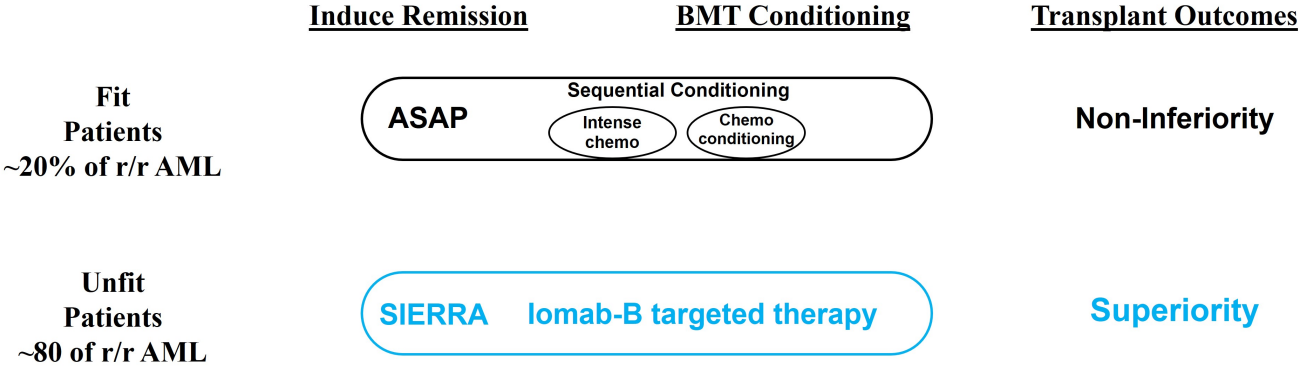 Induce Remission BMT Conditioning Transplant Outcomes
Fit
Patients
~20% of r/r AML
ASAP
Sequential Conditioning
Intense
chemo
Chemo
conditioning
Non-Inferiority
Unfit
Patients
~80 of r/r AML
SIERRA Iomab-B targeted therapy
Superiority